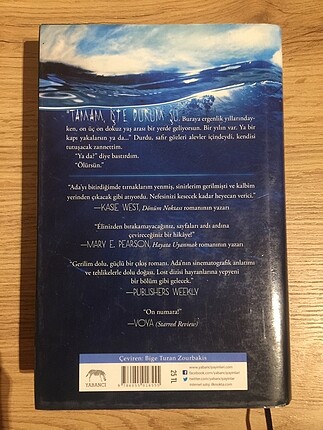 "TAMAM, İŞTE DURUM ŞU. Buraya ergenlik yıllarından-
ken, on üç on dokuz yaş arası bir yerde geliyorsun. Bir yılın var. Ya bir
kapı yakalarsın ya da..." Durdu, safir gözleri alevler içindeydi, kendisi
tutuşacak zannettim.
"Ya da?" diye bastırdım.
"Ölürsün."
"Ada'yı bitirdiğimde tırnaklarım yenmiş, sinirlerim gerilmişti ve kalbim
yerinden çıkacak gibi atıyordu. Nefesinizi kesecek kadar heyecan verici."
—KASIE WEST, Dönüm Noktası romanının yazarı
"Elinizden bırakamayacağınız, sayfaları ardı ardına
çevireceğiniz bir hikâye!"
—MARY E. PEARSON, Hayata Uyanmak romanının yazarı
"Gerilim dolu, güçlü bir çıkış romanı. Ada'nın sinematografik anlatımı
ve tehlikelerle dolu doğası. Lost dizisi hayranlarına yepyeni
bir bölüm gibi gelecek."
—PUBLISHERS WEEKLY
"On numara!"
—VOYA (Starred Review)
Çeviren: Bige Turan Zourbakis
YABANCI
25 TL